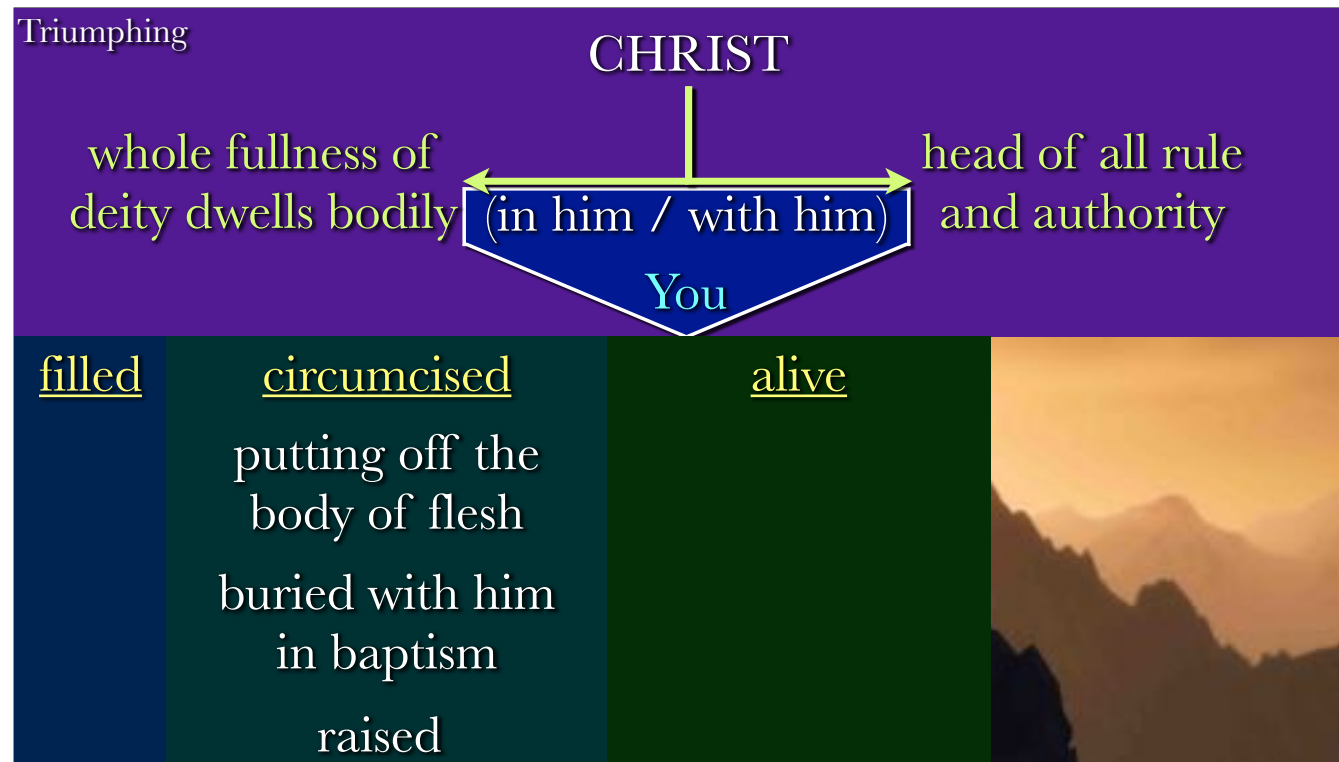 Triumphing
CHRIST
whole fullness of
deity dwells bodily
head of all rule
and authority
(in him / with him)
You
filled
circumcised
putting off the
body of flesh
buried with him
in baptism
raised
alive